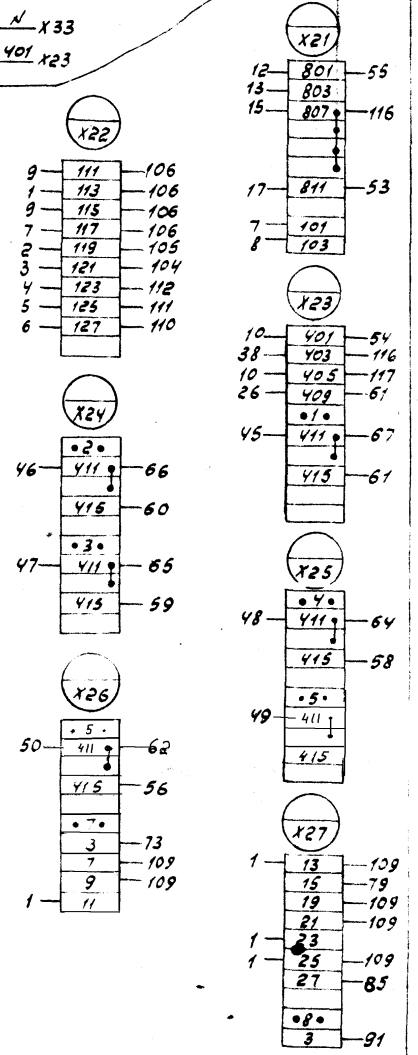 N X33
401 X23
X21
12 801 55
13 803
15 807 116
17 811 53
7 101
8 103
X22
9 111 106
1 113 106
9 115 106
7 117 106
2 119 105
3 121 104
4 123 112
5 125 111
6 127 110
X23
10 401 54
38 403 116
10 405 117
26 409 61
•1•
45 411 67
415 61
X24
•2•
46 411 66
415 60
•3•
47 411 65
415 59
X25
•4•
48 411 64
415 58
•5•
49 411
415
X26
•5•
50 411 62
415 56
•7•
3 73
7 109
9 109
1 11
X27
1 13 109
15 79
19 109
21 109
1 23
1 25 109
27 85
•8•
3 91